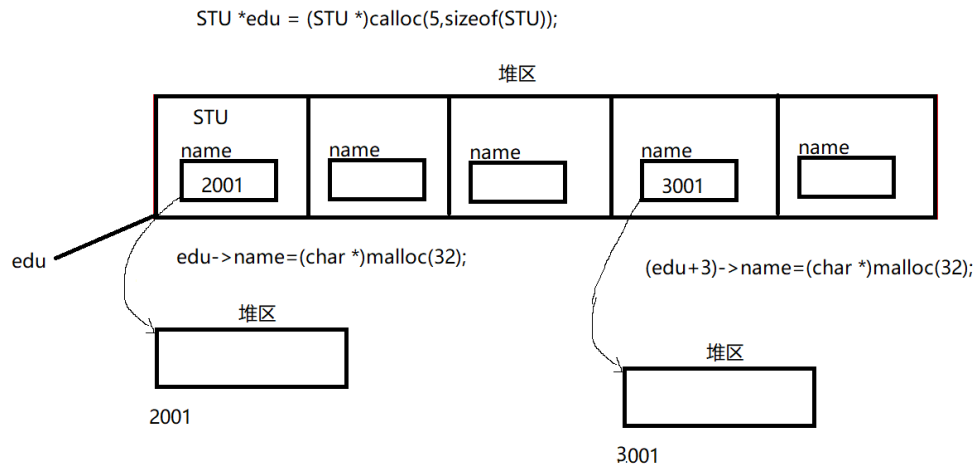 STU *edu = (STU *)calloc(5,sizeof(STU));
堆区
STU
name
name
name
name
name
2001
3001
edu
edu->name=(char *)malloc(32);
(edu+3)->name=(char *)malloc(32);
堆区
堆区
2001
3001